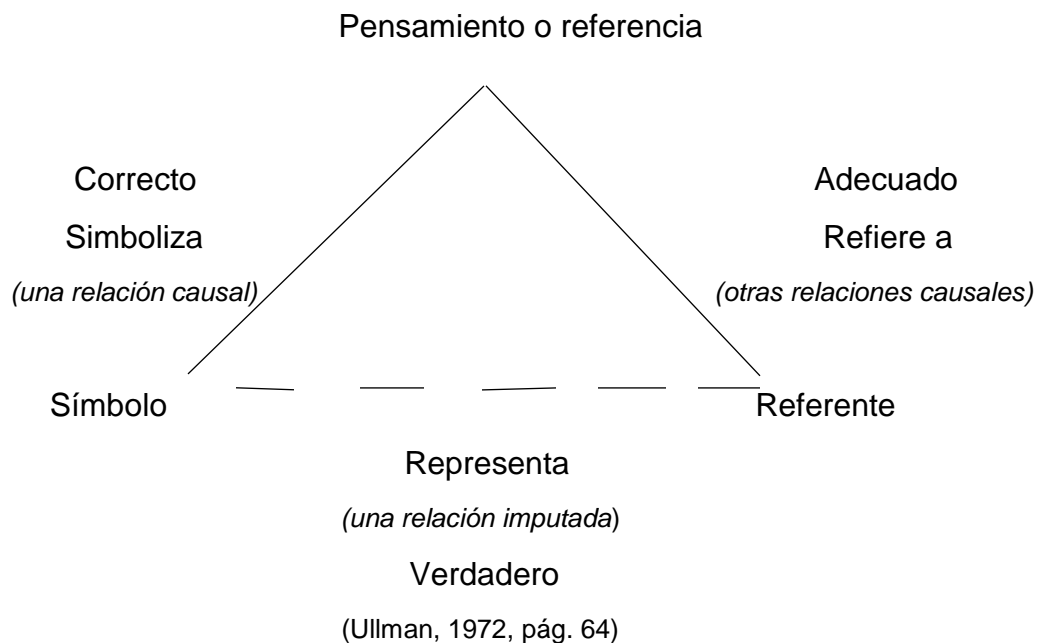 Pensamiento o referencia
Correcto
Adecuado
Simboliza
Refiere a
(una relación causal)
(otras relaciones causales)
Símbolo
Referente
Representa
(una relación imputada)
Verdadero
(Ullman, 1972, pág. 64)